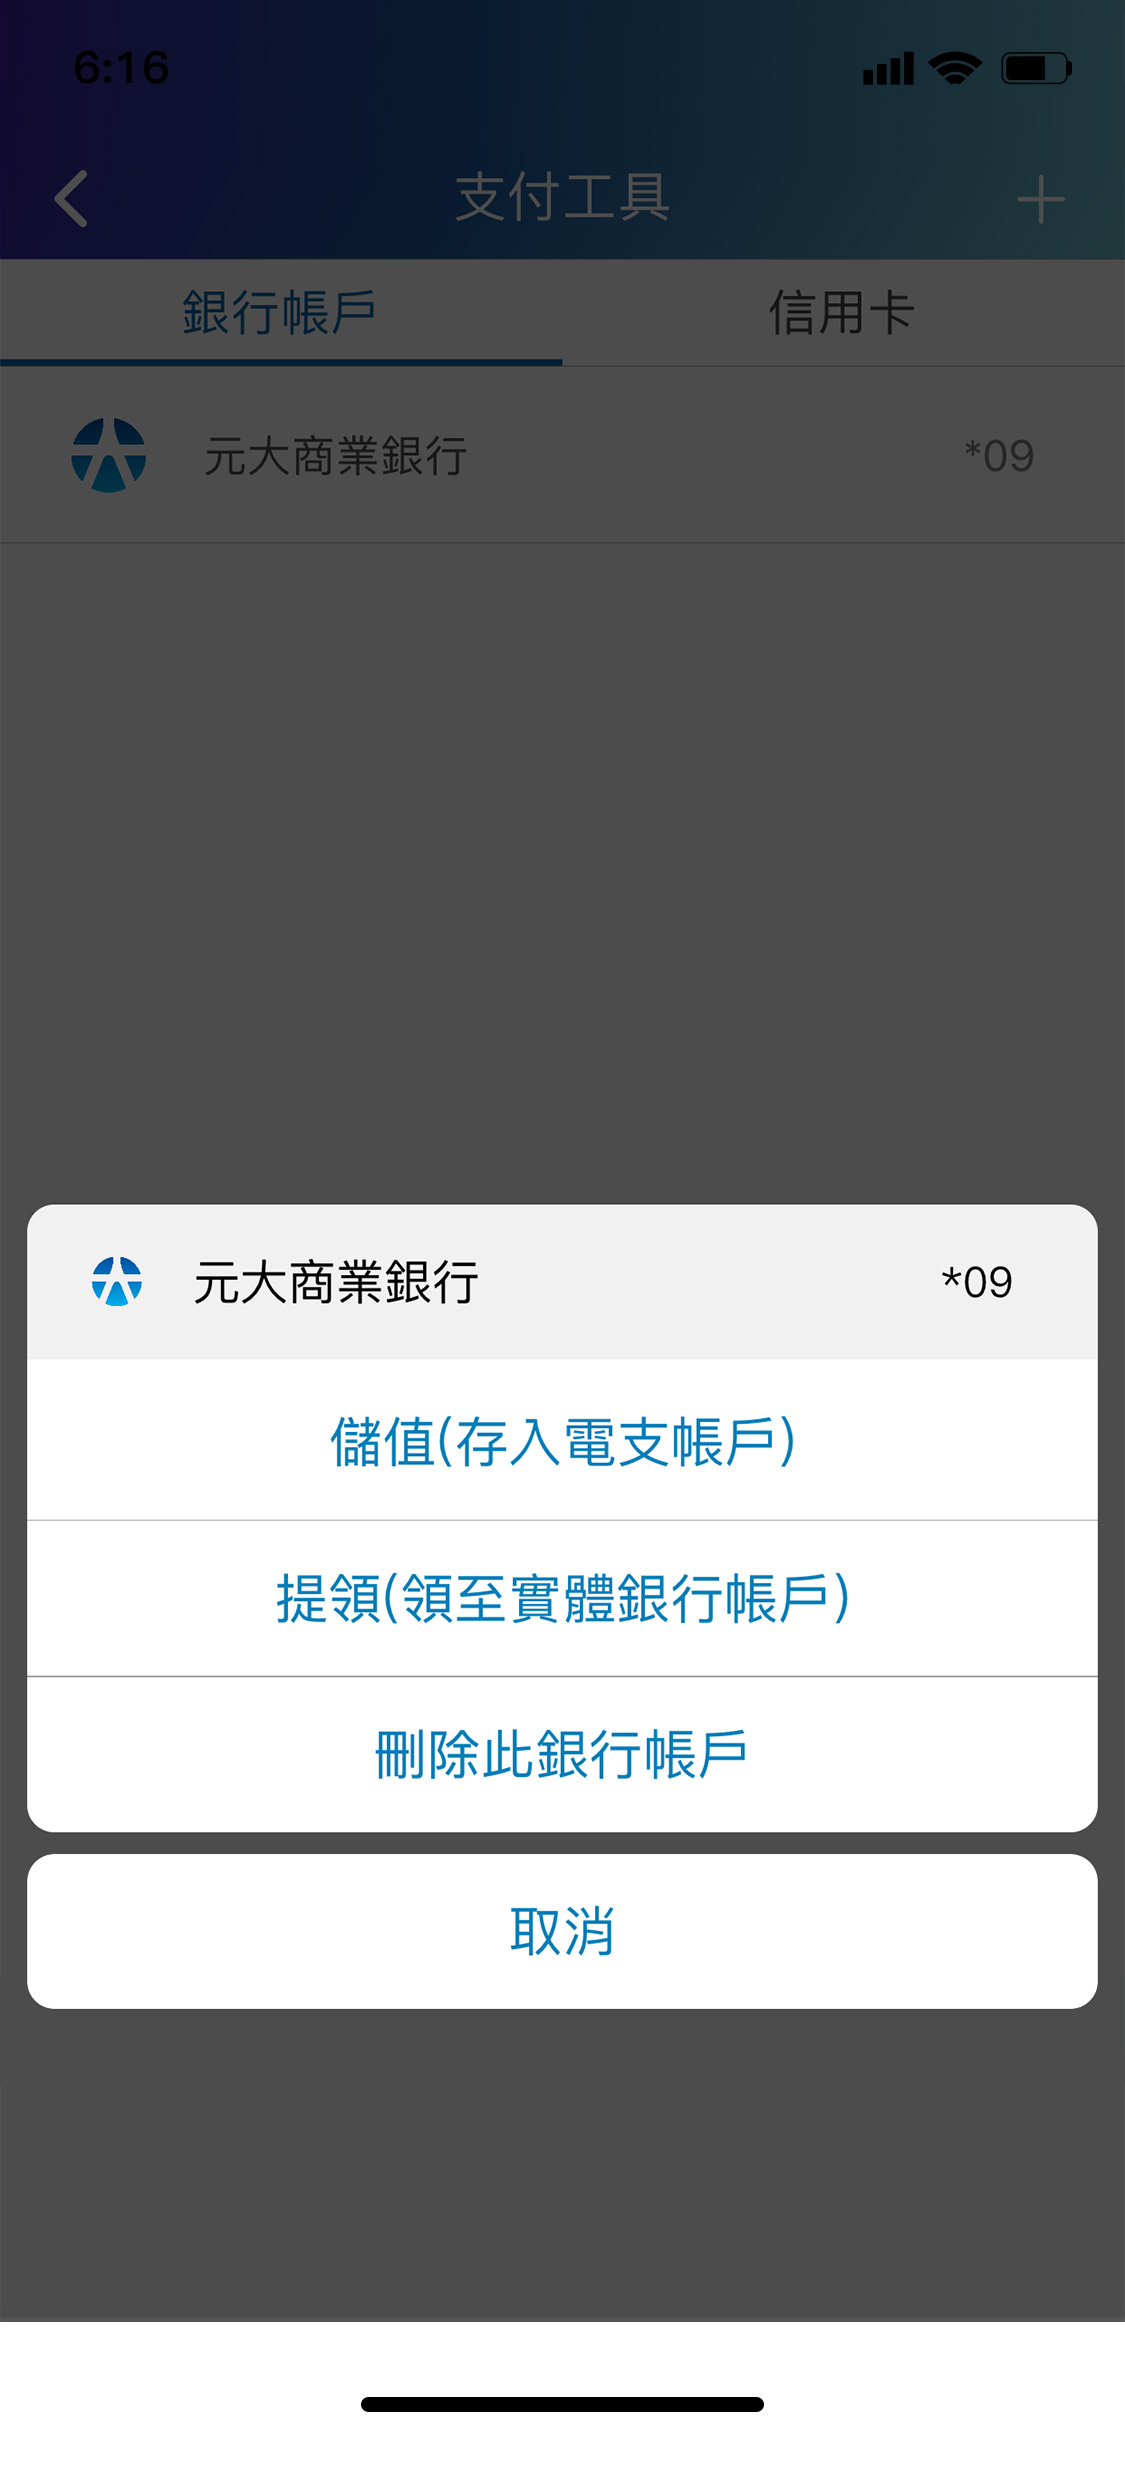 6:16
支付工具
銀行帳戶
信用卡
元大商業銀行
*09
元大商業銀行
*09
儲值(存入電支帳戶)
提領(領至實體銀行帳戶)
刪除此銀行帳戶
取消